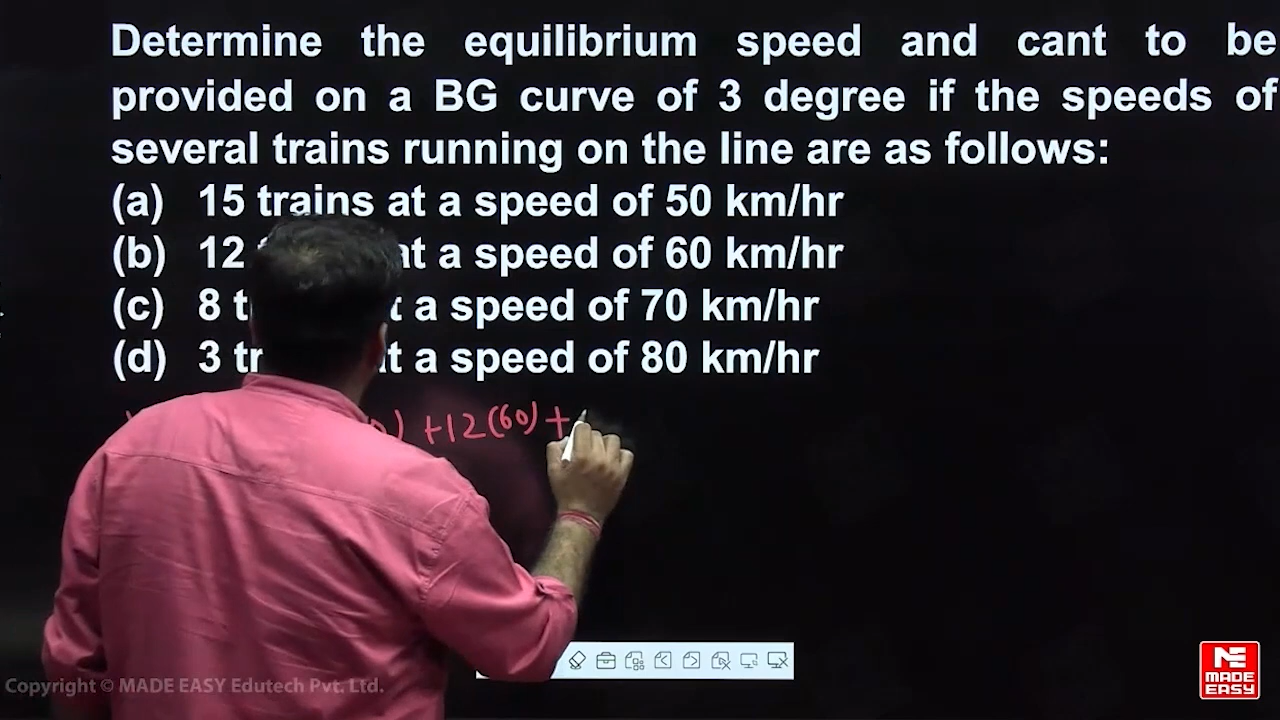 Determine the equilibrium speed and cant to be
provided on a BG curve of 3 degree if the speeds of
several trains running on the line are as follows:
(a) 15 trains at a speed of 50 km/hr
(b) 12 at a speed of 60 km/hr
(c) 8 a speed of 70 km/hr
(d) 3 a speed of 80 km/hr
+12(60)+
Copyright © MADE EASY Edutech Pvt. Ltd.
ME
MADE
EASY